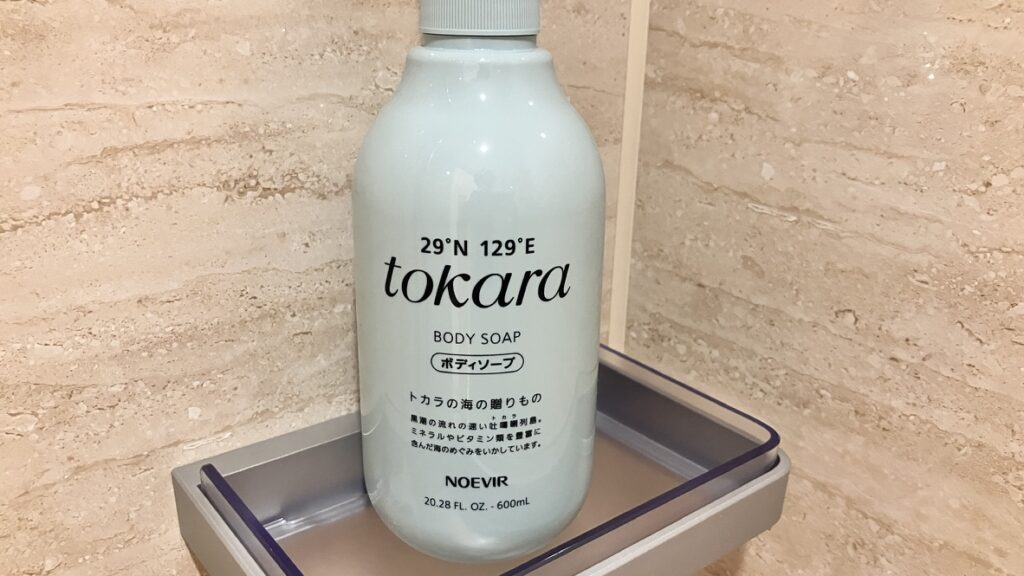 29°N 129°E
tokara
BODY SOAP
ボディソープ
トカラの海の贈りもの
トカラ
黒潮の流れの速い吐噶喇列島。
ミネラルやビタミン類を豊富に
含んだ海のめぐみをいかしています。
NOEVIR
20.28 FL. OZ. - 600mL